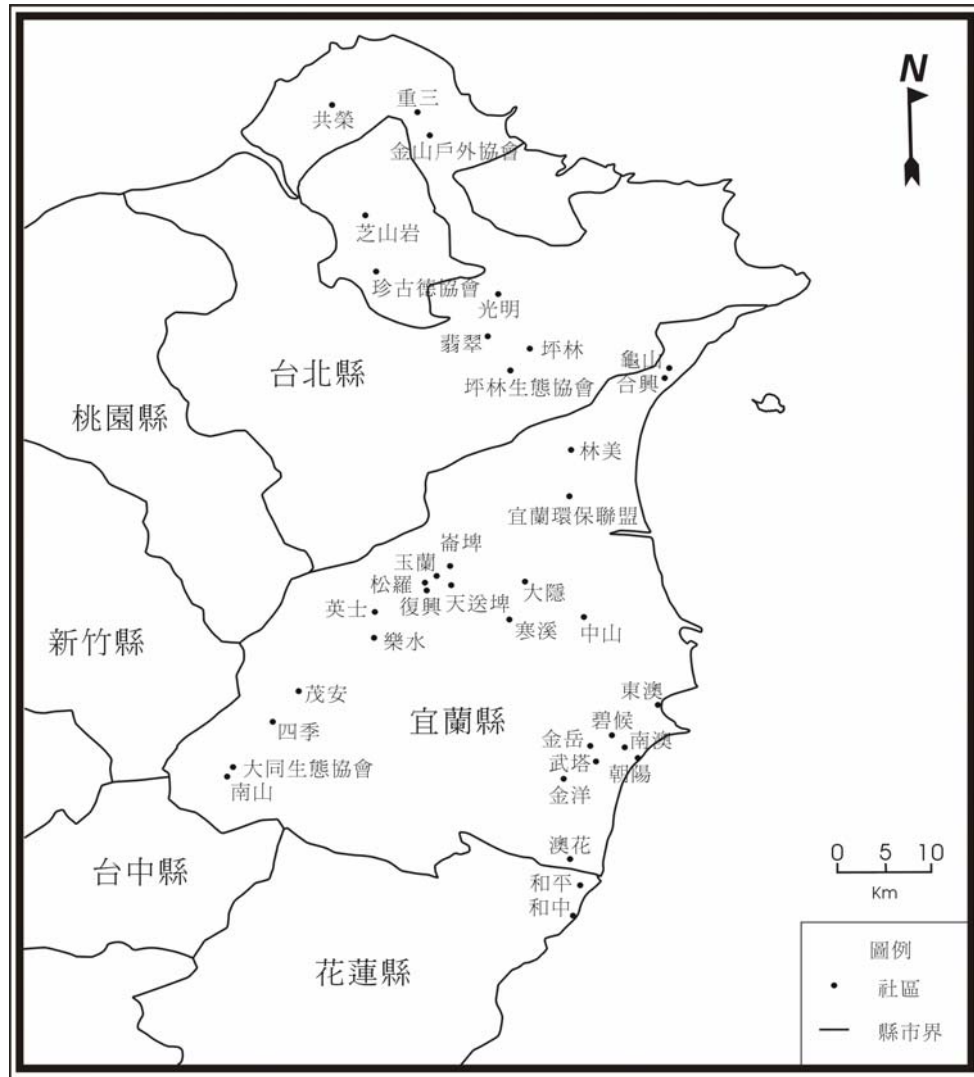 N
重三
共榮
金山戶外協會
芝山岩
珍古德協會
光明
翡翠
坪林
龜山
坪林生態協會
合興
台北縣
桃園縣
林美
宜蘭環保聯盟
崙埤
玉蘭
松羅
大隱
復興
天送埤
英士
寒溪
中山
樂水
新竹縣
茂安
東澳
宜蘭縣
碧候
四季
金岳
南澳
武塔
朝陽
大同生態協會
南山
金洋
澳花
台中縣
0 5 10
Km
和平
和中
花蓮縣
圖例
社區
縣市界